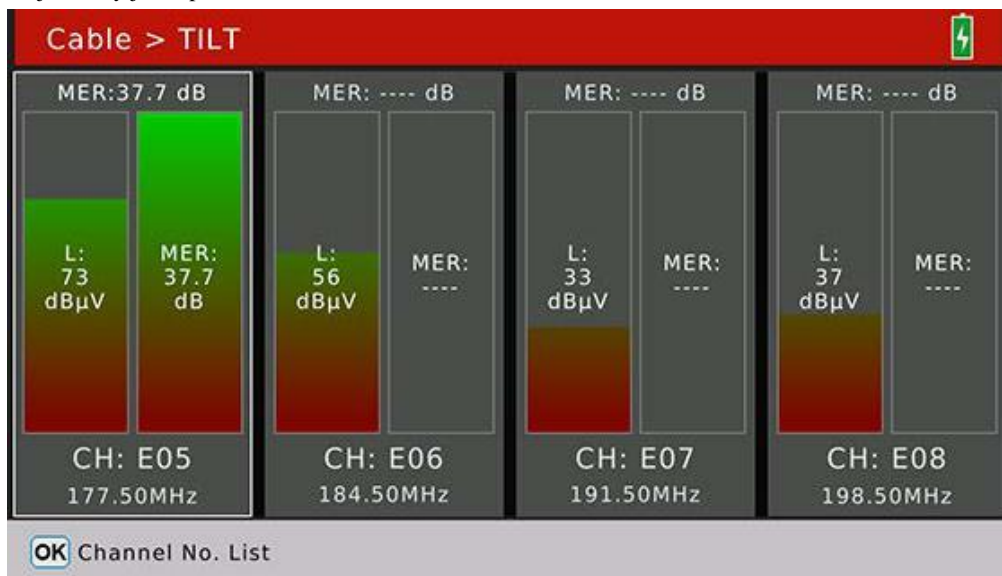 Cable > TILT
MER:37.7 dB
L:
73
dBμV
MER:
37.7
dB
CH: E05
177.50MHz
MER: ---- dB
L:
56
dBμV
MER:
----
CH: E06
184.50MHz
MER: ---- dB
L:
33
dBμV
MER:
----
CH: E07
191.50MHz
MER: ---- dB
L:
37
dBμV
MER:
----
CH: E08
198.50MHz
OK Channel No. List